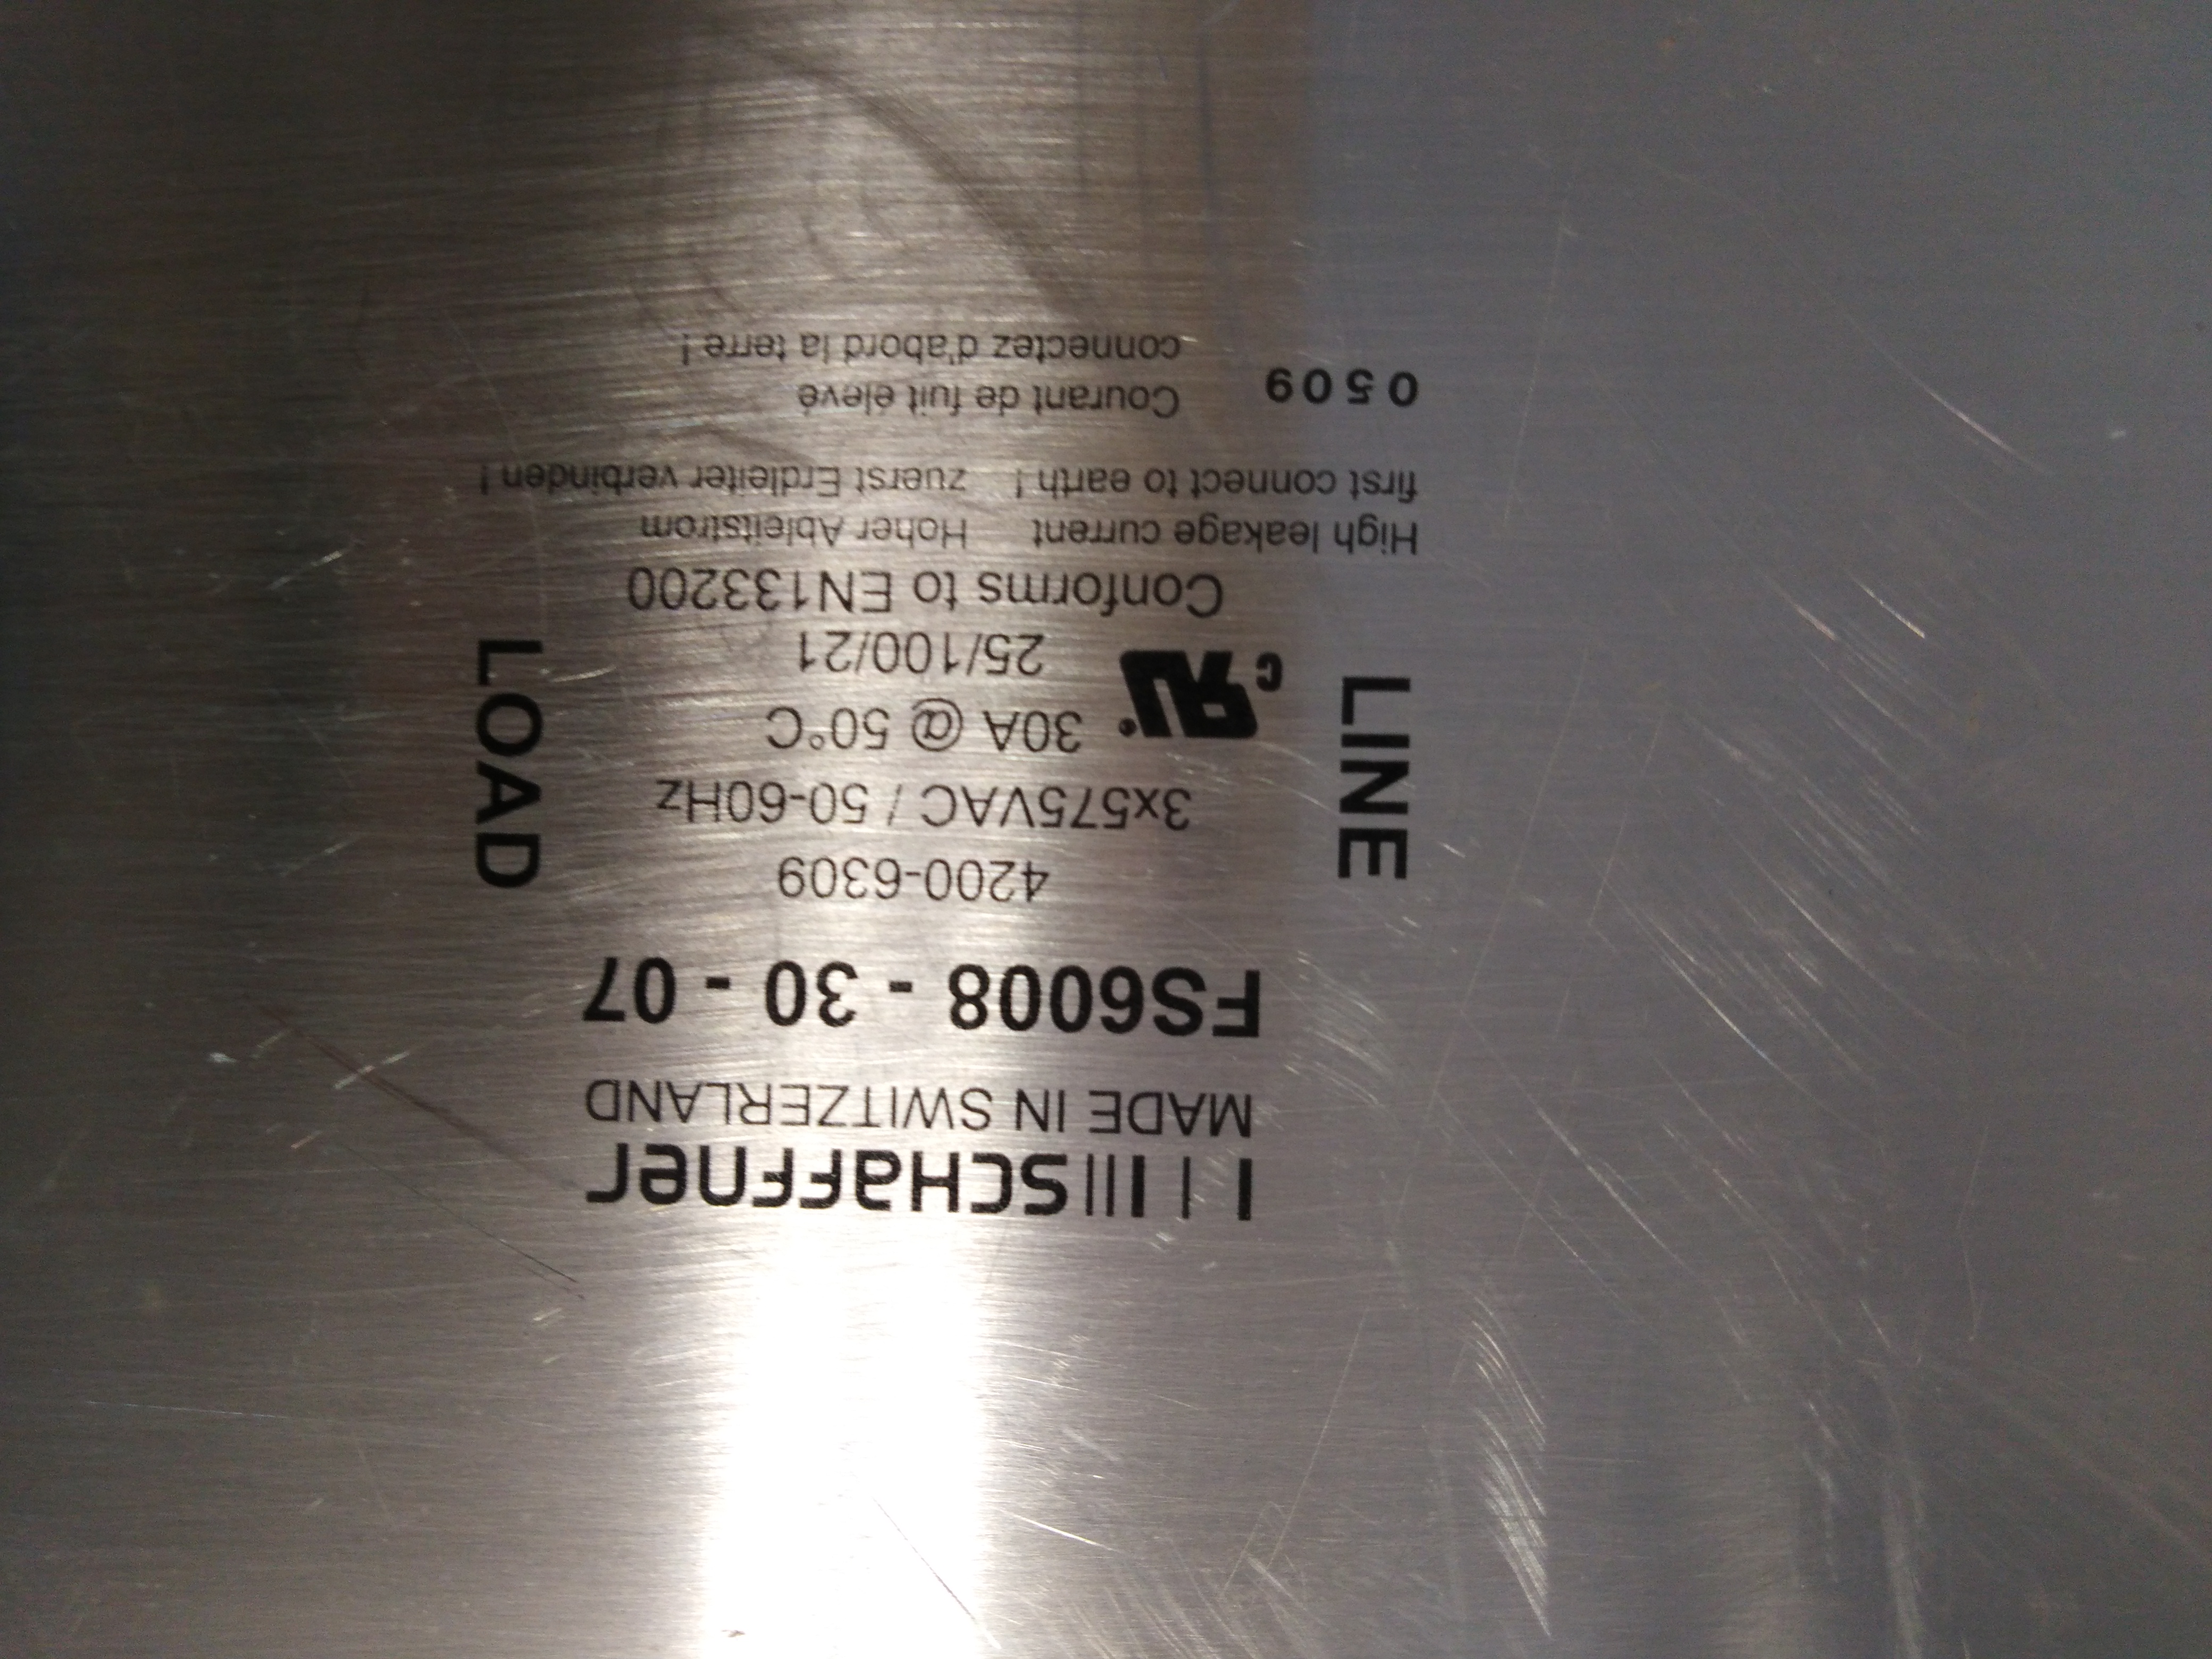 SCHAFFNER
MADE IN SWITZERLAND
FS6008 - 30 - 07
4200-6309
3x575VAC / 50-60Hz
LINE
c RU 30A @ 50°C
LOAD
25/100/21
Conforms to EN133200
High leakage current Hoher Ableitstrom
first connect to earth ! zuerst Erdleiter verbinden !
Courant de fuit élevé
0509 connectez d'abord la terre !